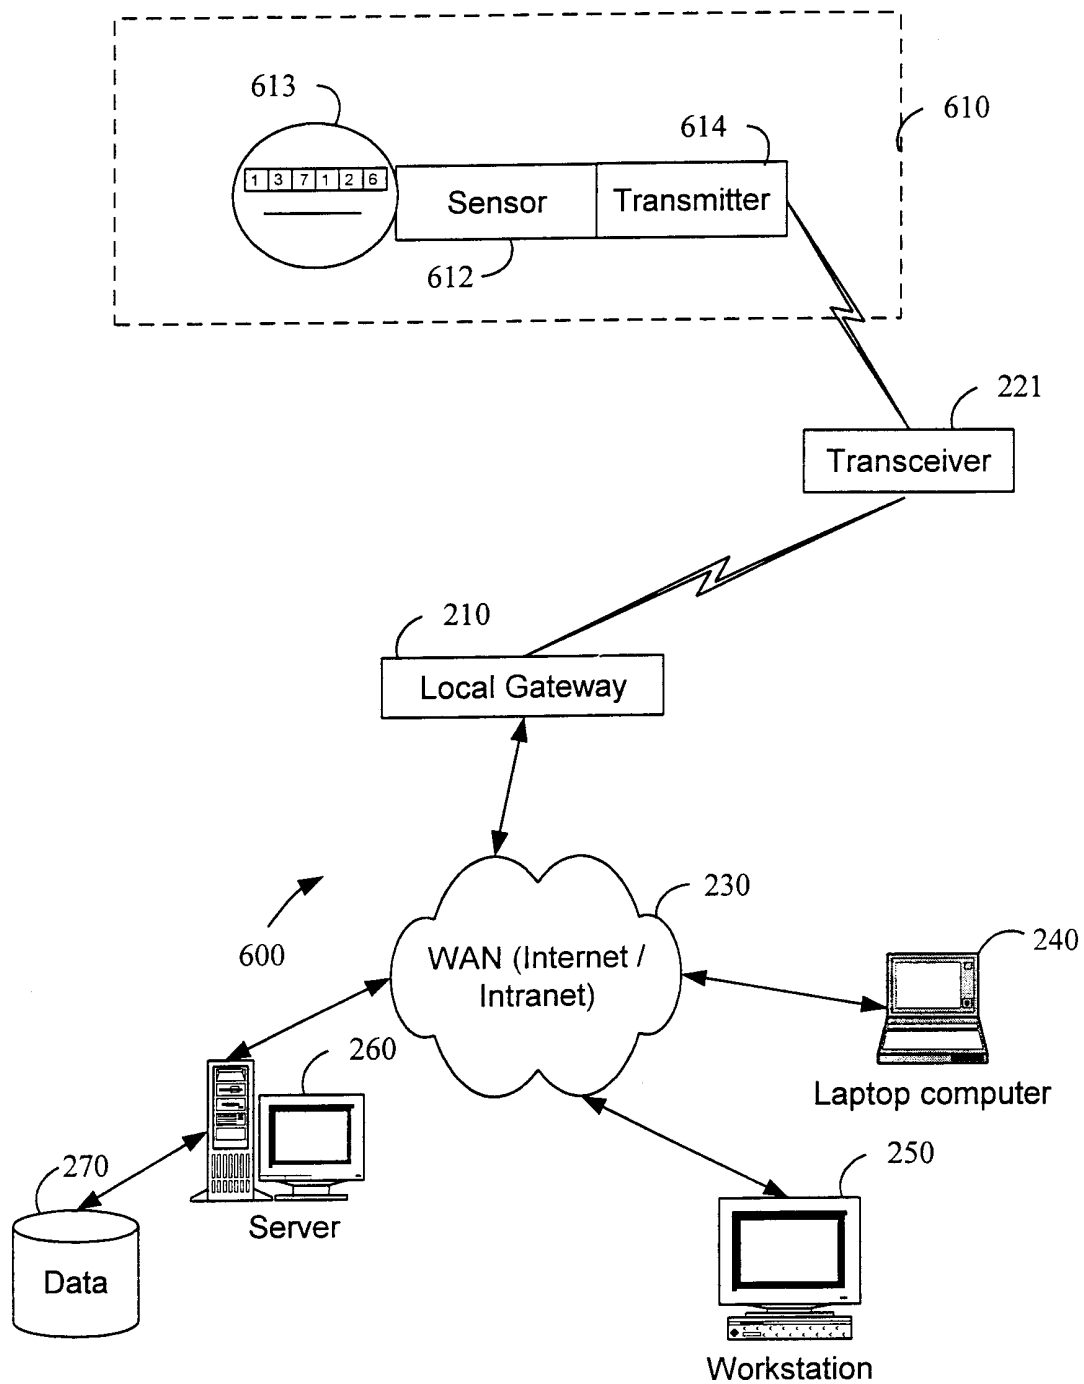 613
610
614
1 3 7 1 2 6
Sensor
Transmitter
612
221
Transceiver
210
Local Gateway
230
600
WAN (Internet /
Intranet)
240
260
Laptop computer
270
250
Server
Data
Workstation